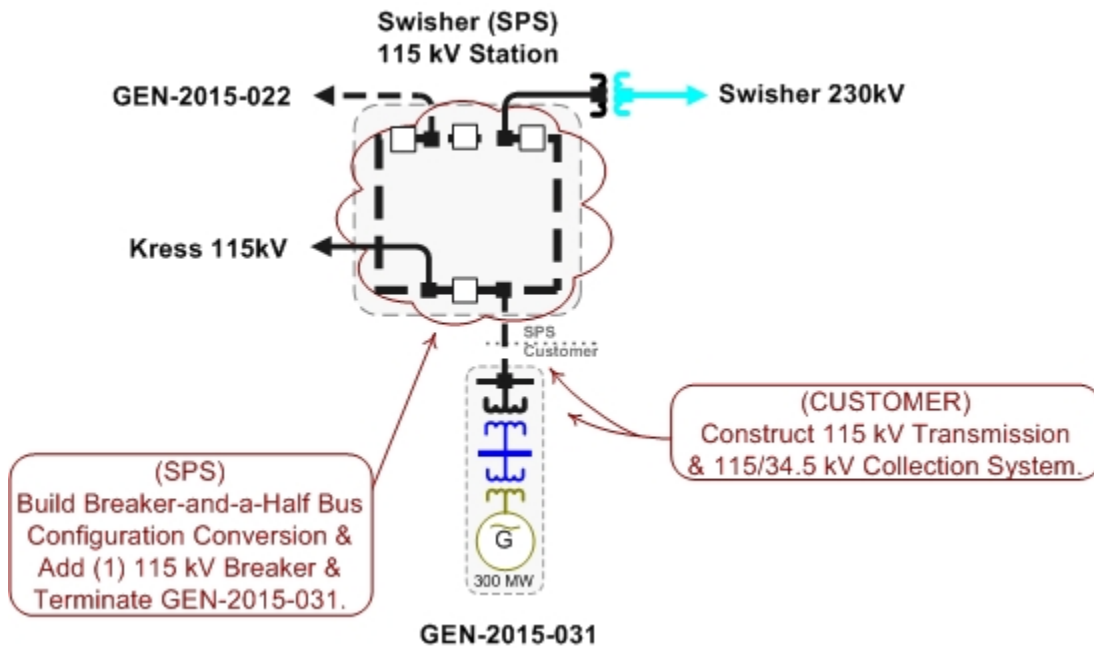 Swisher (SPS)
115 kV Station
GEN-2015-022
Swisher 230kV
Kress 115kV
SPS
Customer
(CUSTOMER)
Construct 115 kV Transmission
& 115/34.5 kV Collection System.
(SPS)
Build Breaker-and-a-Half Bus
Configuration Conversion &
Add (1) 115 kV Breaker &
Terminate GEN-2015-031.
G
300 MW
GEN-2015-031